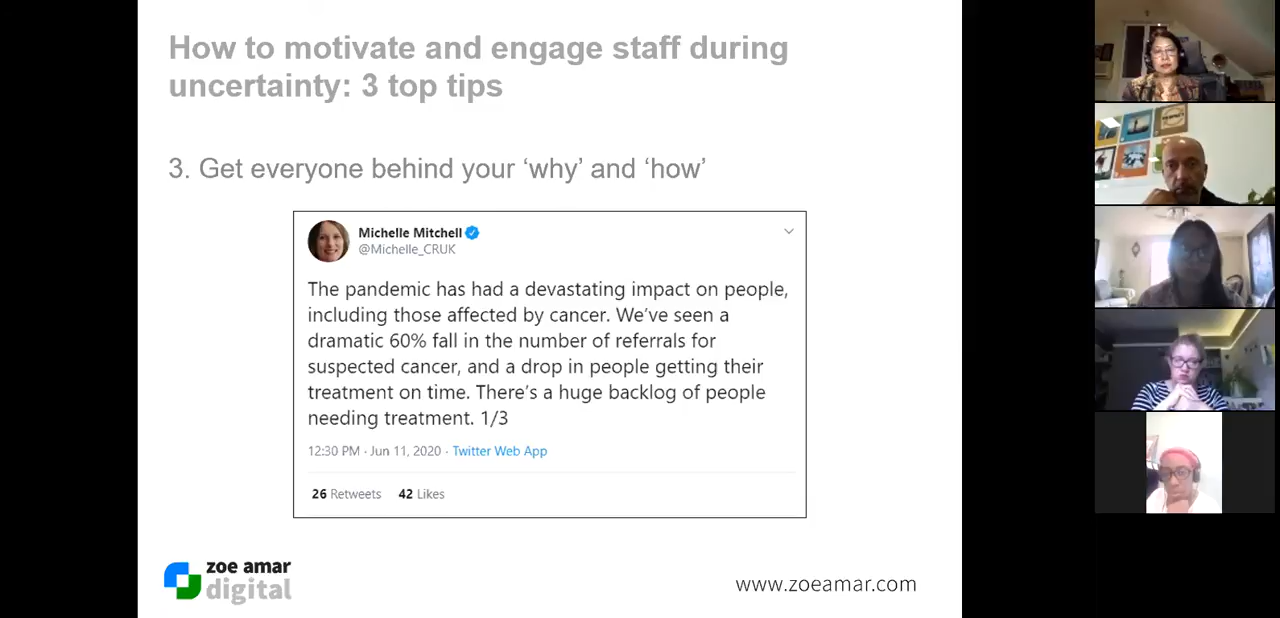 How to motivate and engage staff during
uncertainty: 3 top tips
3. Get everyone behind your ‘why’ and ‘how’
Michelle Mitchell
@Michelle_CRUK
The pandemic has had a devastating impact on people,
including those affected by cancer. We've seen a
dramatic 60% fall in the number of referrals for
suspected cancer, and a drop in people getting their
treatment on time. There's a huge backlog of people
needing treatment. 1/3
12:30 PM · Jun 11, 2020 · Twitter Web App
26 Retweets 42 Likes
zoe amar
digital
www.zoeamar.com